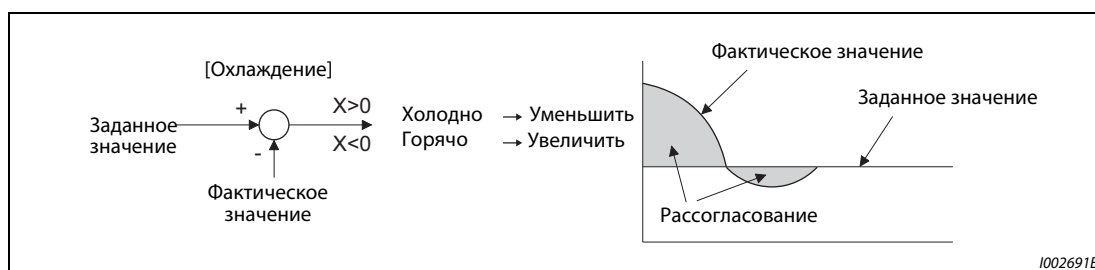 [Охлаждение]
Заданное
значение
+
-
X>0
X<0
Фактическое
значение
Холодно → Уменьшить
Горячо → Увеличить
Фактическое значение
Заданное значение
Рассогласование
I002691E